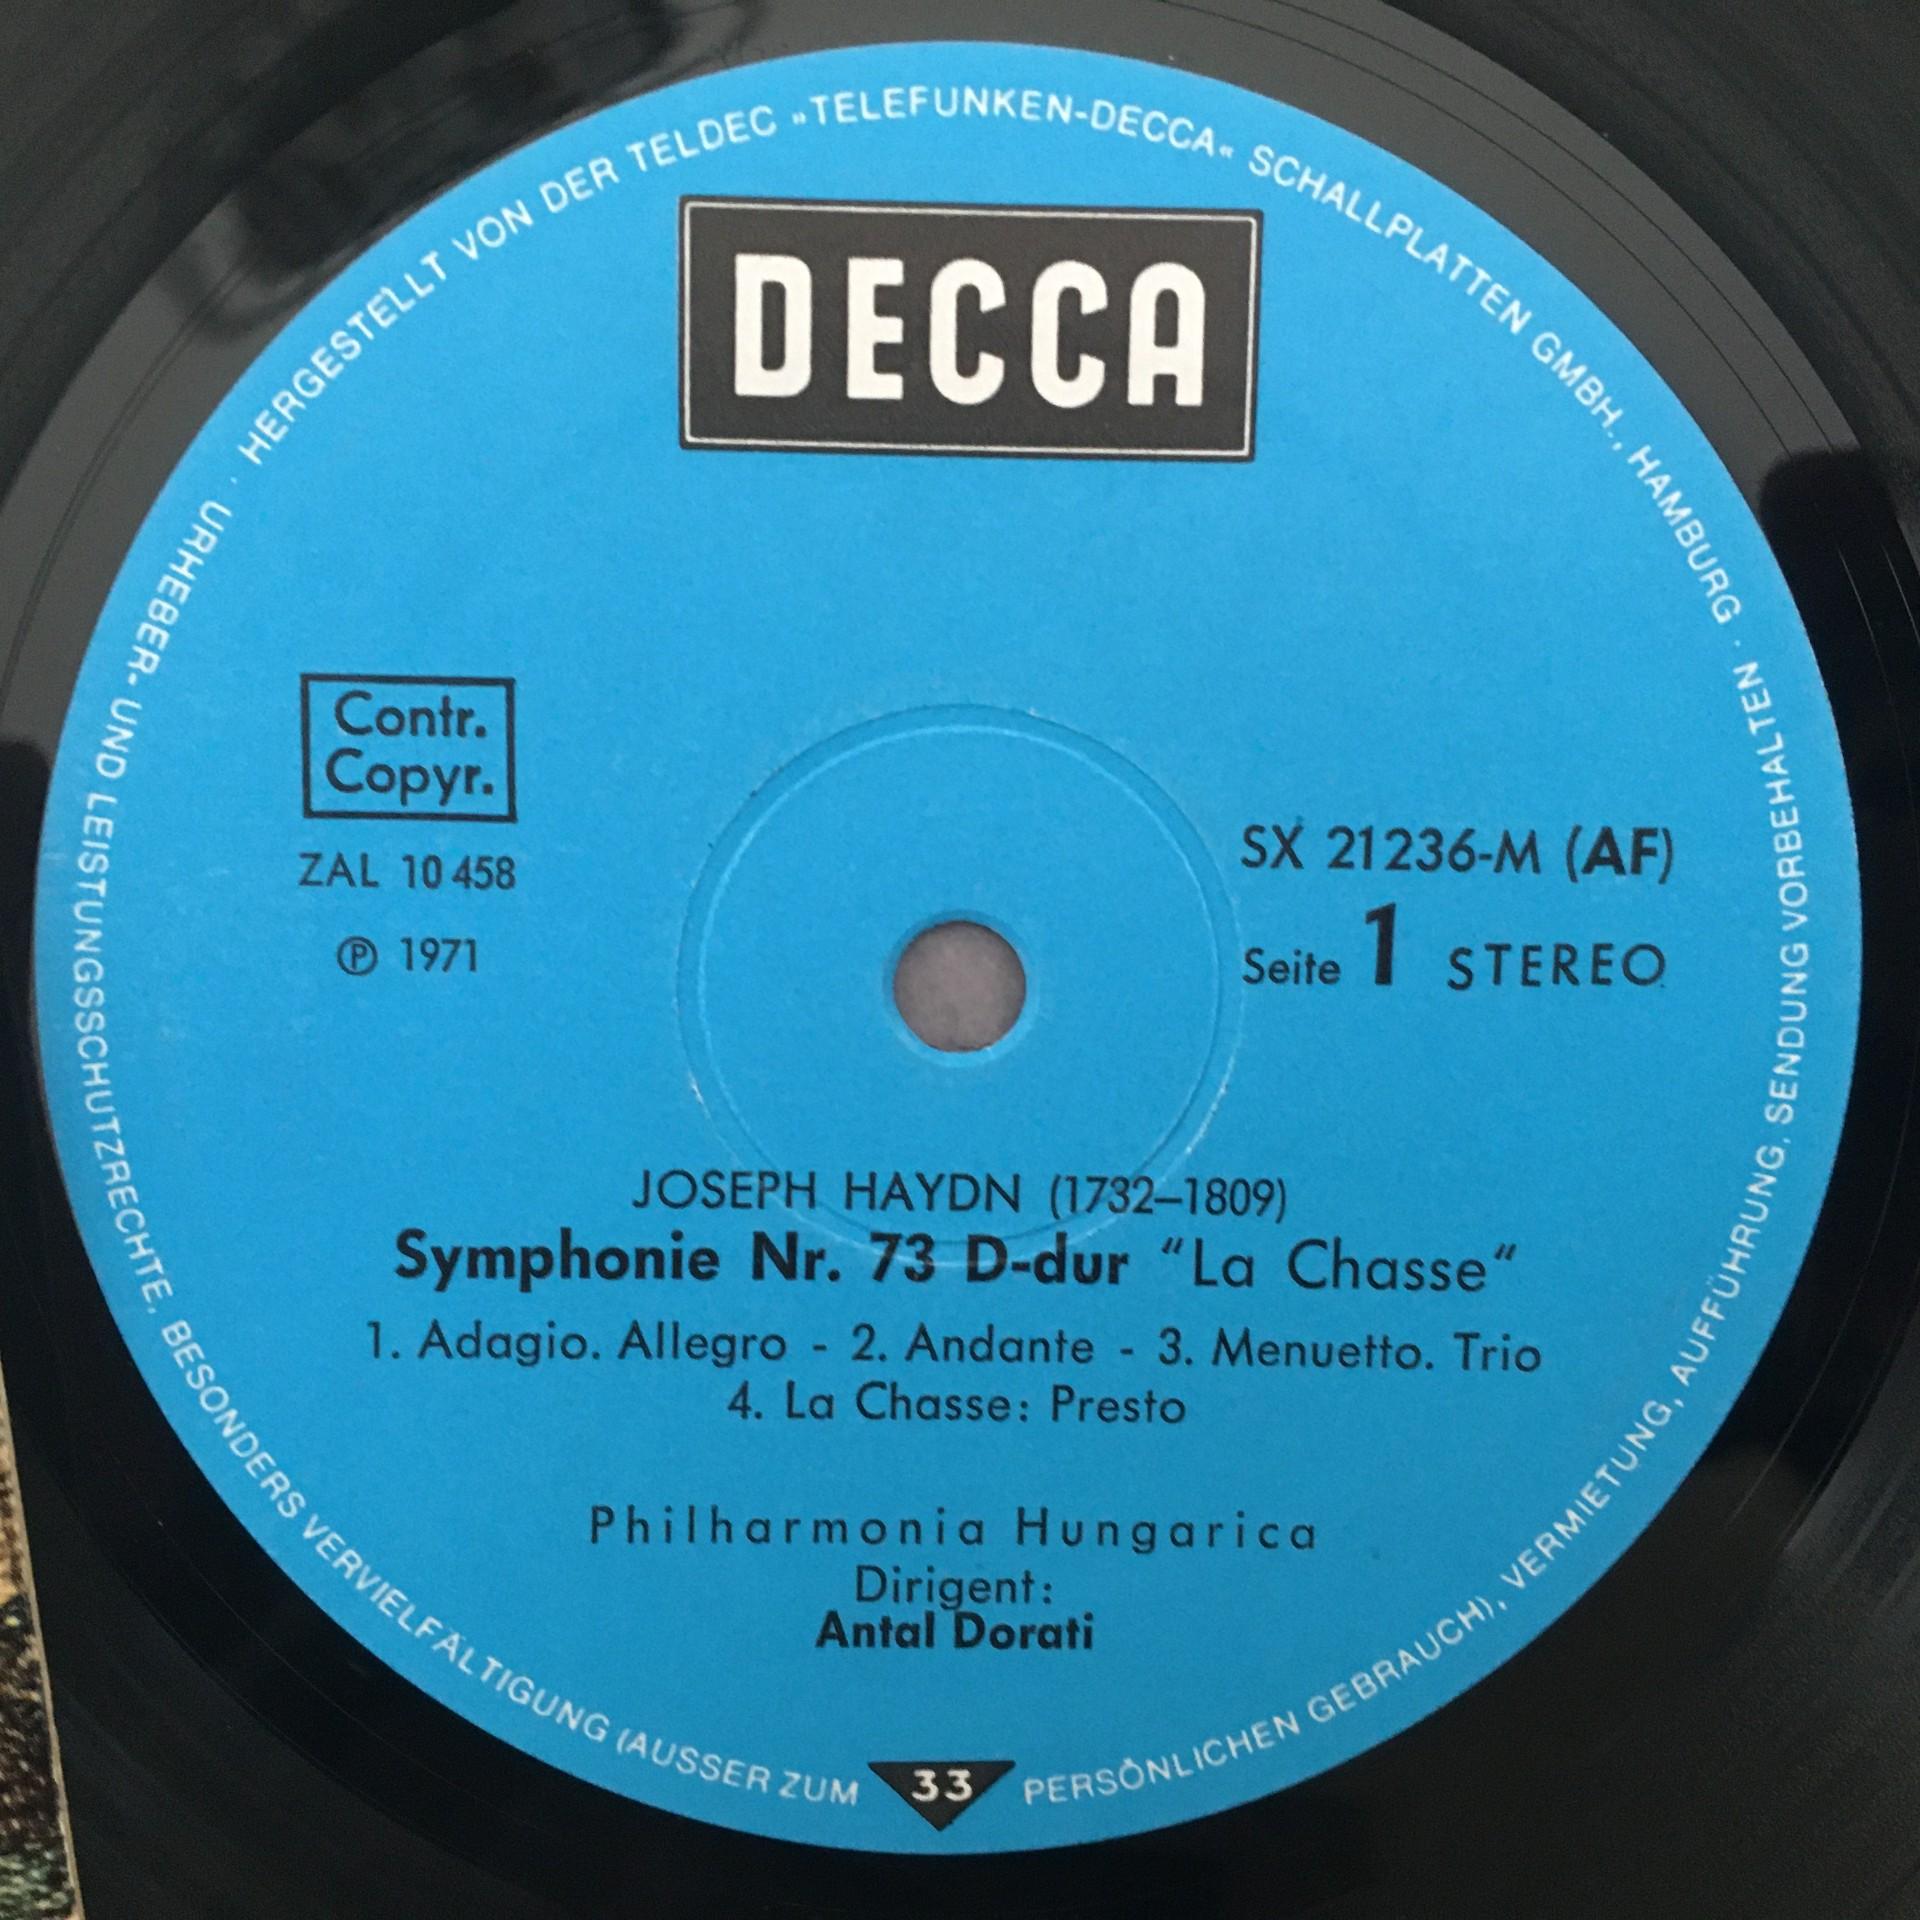 HERGESTELLT VON DER TELDEC »TELEFUNKEN-DECCA« SCHALLPLATTEN GMBH., HAMBURG ·
DECCA
Contr.
Copyr.
ZAL 10 458
℗ 1971
SX 21236-M (AF)
Seite 1 STEREO
JOSEPH HAYDN (1732–1809)
Symphonie Nr. 73 D-dur “La Chasse“
1. Adagio. Allegro - 2. Andante - 3. Menuetto. Trio
4. La Chasse: Presto
Philharmonia Hungarica
Dirigent:
Antal Dorati
33
URHEBER- UND LEISTUNGSSCHUTZRECHTE, BESONDERS VERVIELFÄLTIGUNG (AUSSER ZUM PERSÖNLICHEN GEBRAUCH), VERMIETUNG, AUFFÜHRUNG, SENDUNG VORBEHALTEN